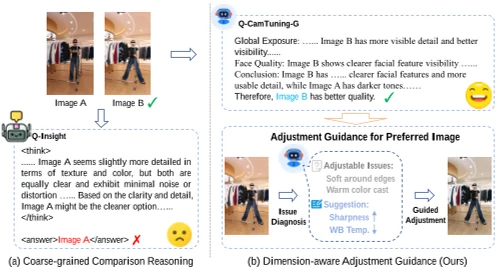 Image A
Image B ✓
Q-Insight
<think>
...... Image A seems slightly more detailed in
terms of texture and color, but both are
equally clear and exhibit minimal noise or
distortion ...... Based on the clarity and detail,
Image A might be the cleaner option......
</think>
<answer>Image A</answer> ✗
(a) Coarse-grained Comparison Reasoning
Q-CamTuning-G
Global Exposure: ...... Image B has more visible detail and better
visibility......
Face Quality: Image B shows clearer facial feature visibility ......
Conclusion: Image B has ...... clearer facial features and more
usable detail, while Image A has darker tones......
Therefore, Image B has better quality. ✓
Adjustment Guidance for Preferred Image
Issue
Diagnosis
Adjustable Issues:
Soft around edges
Warm color cast
Suggestion:
Sharpness ↑
WB Temp. ↓
Guided
Adjustment
(b) Dimension-aware Adjustment Guidance (Ours)